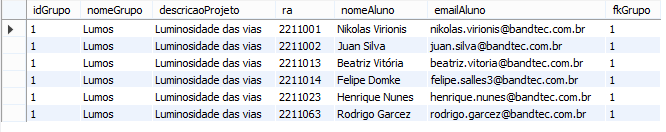 idGrupo nomeGrupo descricaoProjeto ra nomeAluno emailAluno fkGrupo
1 Lumos Luminosidade das vias 2211001 Nikolas Virionis nikolas.virionis@bandtec.com.br 1
1 Lumos Luminosidade das vias 2211002 Juan Silva juan.silva@bandtec.com.br 1
1 Lumos Luminosidade das vias 2211013 Beatriz Vitória beatriz.vitoria@bandtec.com.br 1
1 Lumos Luminosidade das vias 2211014 Felipe Domke felipe.salles3@bandtec.com.br 1
1 Lumos Luminosidade das vias 2211023 Henrique Nunes henrique.nunes@bandtec.com.br 1
1 Lumos Luminosidade das vias 2211063 Rodrigo Garcez rodrigo.garcez@bandtec.com.br 1